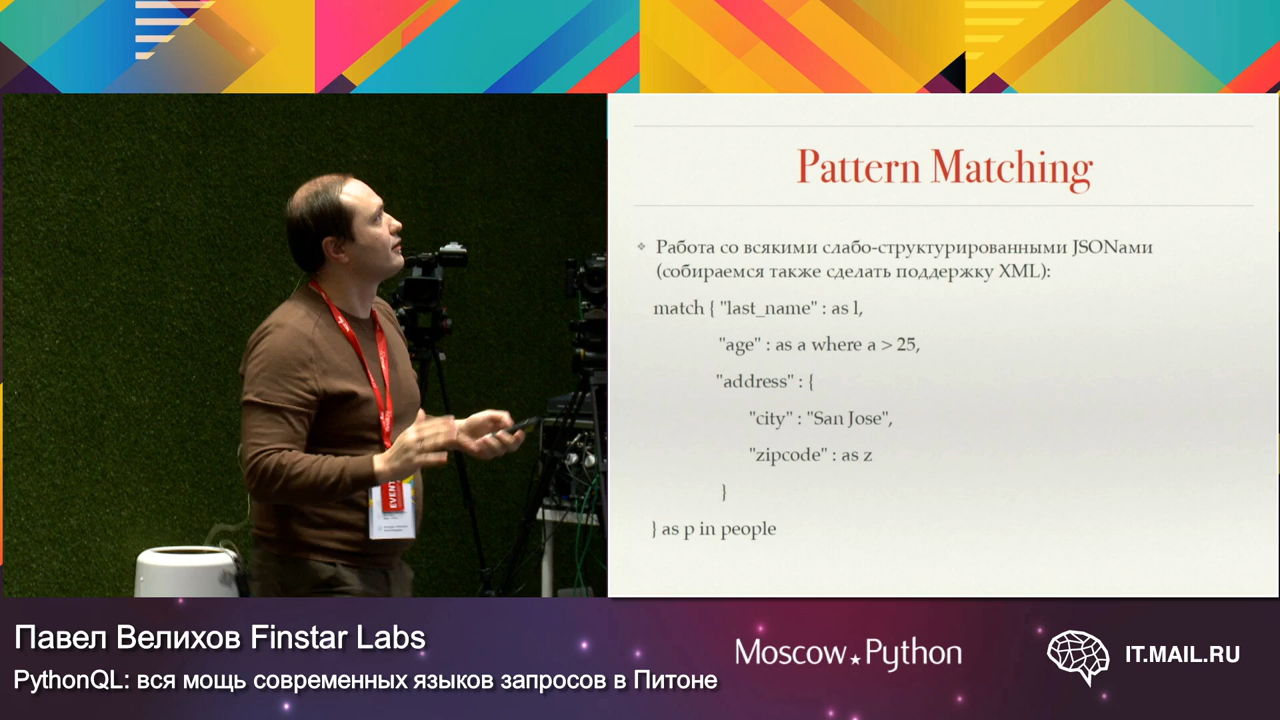 Pattern Matching
Работа со всякими слабо-структурированными JSONами
(собираемся также сделать поддержку XML):
match { "last_name" : as l,
"age" : as a where a > 25,
"address" : {
"city" : "San Jose",
"zipcode" : as z
}
} as p in people
EVENT
Павел Велихов Finstar Labs
PythonQL: вся мощь современных языков запросов в Питоне
Moscow Python
IT.MAIL.RU